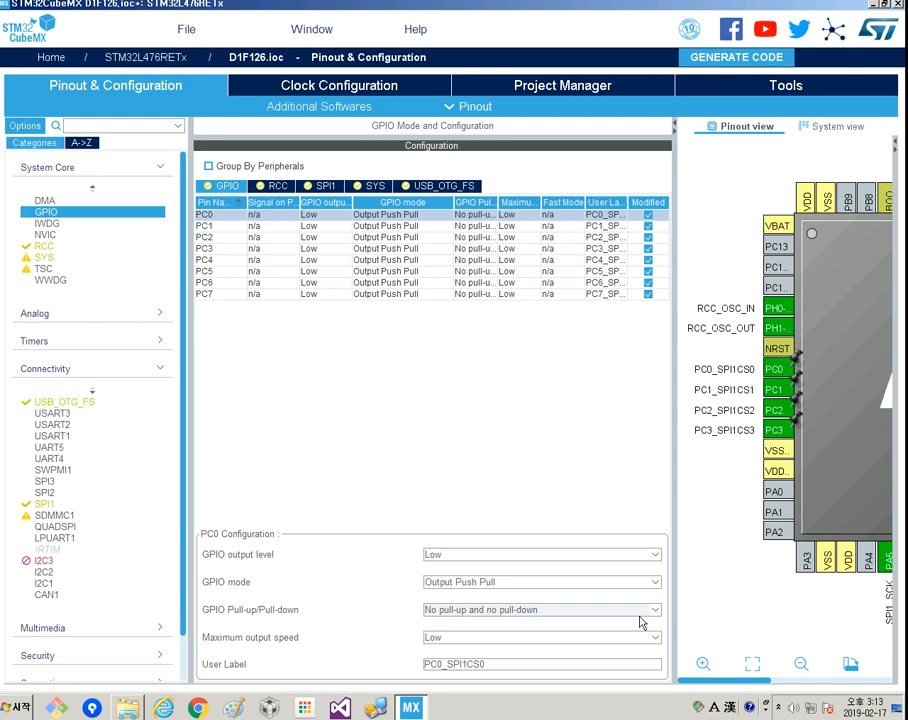 STM32CubeMX D1F126.ioc*: STM32L476RETx
STM32
CubeMX
File
Window
Help
10
Home / STM32L476RETx / D1F126.ioc - Pinout & Configuration
GENERATE CODE
Pinout & Configuration
Clock Configuration
Project Manager
Tools
Additional Softwares
Pinout
Options
Categories
A->Z
System Core
DMA
GPIO
IWDG
NVIC
RCC
SYS
TSC
WWDG
Analog
Timers
Connectivity
USB_OTG_FS
USART3
USART2
USART1
UART5
UART4
SWPMI1
SPI3
SPI2
SPI1
SDMMC1
QUADSPI
LPUART1
IRTIM
I2C3
I2C2
I2C1
CAN1
Multimedia
Security
GPIO Mode and Configuration
Configuration
Group By Peripherals
GPIO RCC SPI1 SYS USB_OTG_FS
Pin Na... Signal on P... GPIO outpu... GPIO mode GPIO Pul... Maximu... Fast Mode User La... Modified
PC0 n/a Low Output Push Pull No pull-u... Low n/a PC0_SP...
PC1 n/a Low Output Push Pull No pull-u... Low n/a PC1_SP...
PC2 n/a Low Output Push Pull No pull-u... Low n/a PC2_SP...
PC3 n/a Low Output Push Pull No pull-u... Low n/a PC3_SP...
PC4 n/a Low Output Push Pull No pull-u... Low n/a PC4_SP...
PC5 n/a Low Output Push Pull No pull-u... Low n/a PC5_SP...
PC6 n/a Low Output Push Pull No pull-u... Low n/a PC6_SP...
PC7 n/a Low Output Push Pull No pull-u... Low n/a PC7_SP...
PC0 Configuration :
GPIO output level Low
GPIO mode Output Push Pull
GPIO Pull-up/Pull-down No pull-up and no pull-down
Maximum output speed Low
User Label PC0_SPI1CS0
Pinout view
System view
VDD
VSS
PB9
PB8
VBAT
PC13
PC1..
PC1..
RCC_OSC_IN PH0-..
RCC_OSC_OUT PH1-..
NRST
PC0_SPI1CS0 PC0
PC1_SPI1CS1 PC1
PC2_SPI1CS2 PC2
PC3_SPI1CS3 PC3
VSS..
VDD..
PA0
PA1
PA2
PA3
VSS
VDD
PA4
PA5
SPI1_SCK
시작
MX
A 漢
오후 3:13
2019-02-17